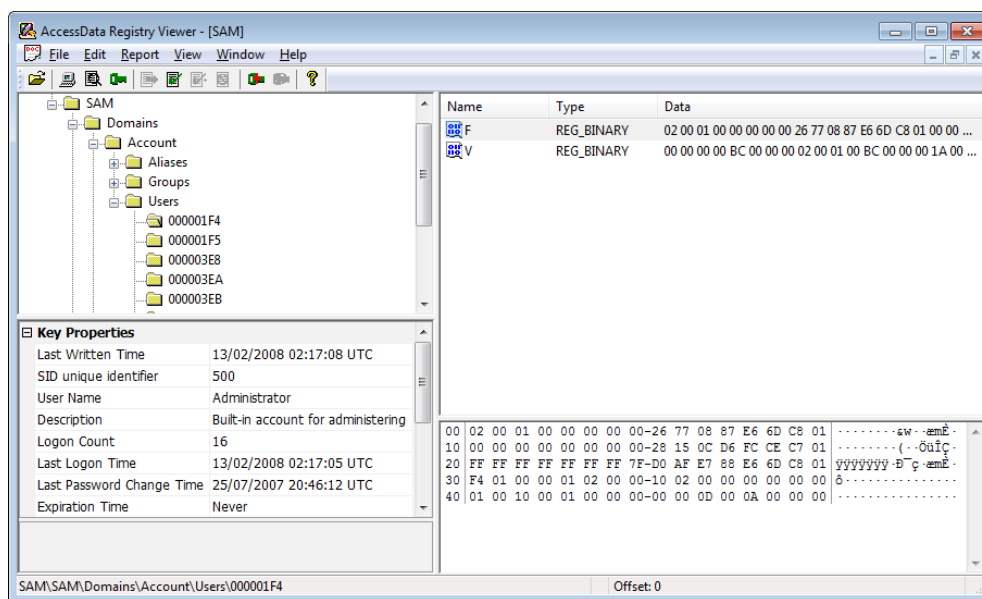 AccessData Registry Viewer - [SAM]
File Edit Report View Window Help
SAM
Domains
Account
Aliases
Groups
Users
000001F4
000001F5
000003E8
000003EA
000003EB
Name Type Data
F REG_BINARY 02 00 01 00 00 00 00 00 26 77 08 87 E6 6D C8 01 00 00 ...
V REG_BINARY 00 00 00 00 BC 00 00 00 02 00 01 00 BC 00 00 00 1A 00 ...
Key Properties
Last Written Time 13/02/2008 02:17:08 UTC
SID unique identifier 500
User Name Administrator
Description Built-in account for administering
Logon Count 16
Last Logon Time 13/02/2008 02:17:05 UTC
Last Password Change Time 25/07/2007 20:46:12 UTC
Expiration Time Never
00 02 00 01 00 00 00 00 00-26 77 08 87 E6 6D C8 01 ········&w··æmÈ·
10 00 00 00 00 00 00 00 00-28 15 0C D6 FC CE C7 01 ········(··ÖüÎÇ·
20 FF FF FF FF FF FF FF 7F-D0 AF E7 88 E6 6D C8 01 ÿÿÿÿÿÿÿ·Ð¯ç·æmÈ·
30 F4 01 00 00 01 02 00 00-10 02 00 00 00 00 00 00 ô···············
40 01 00 10 00 01 00 00 00-00 00 0D 00 0A 00 00 00 ················
SAM\SAM\Domains\Account\Users\000001F4 Offset: 0